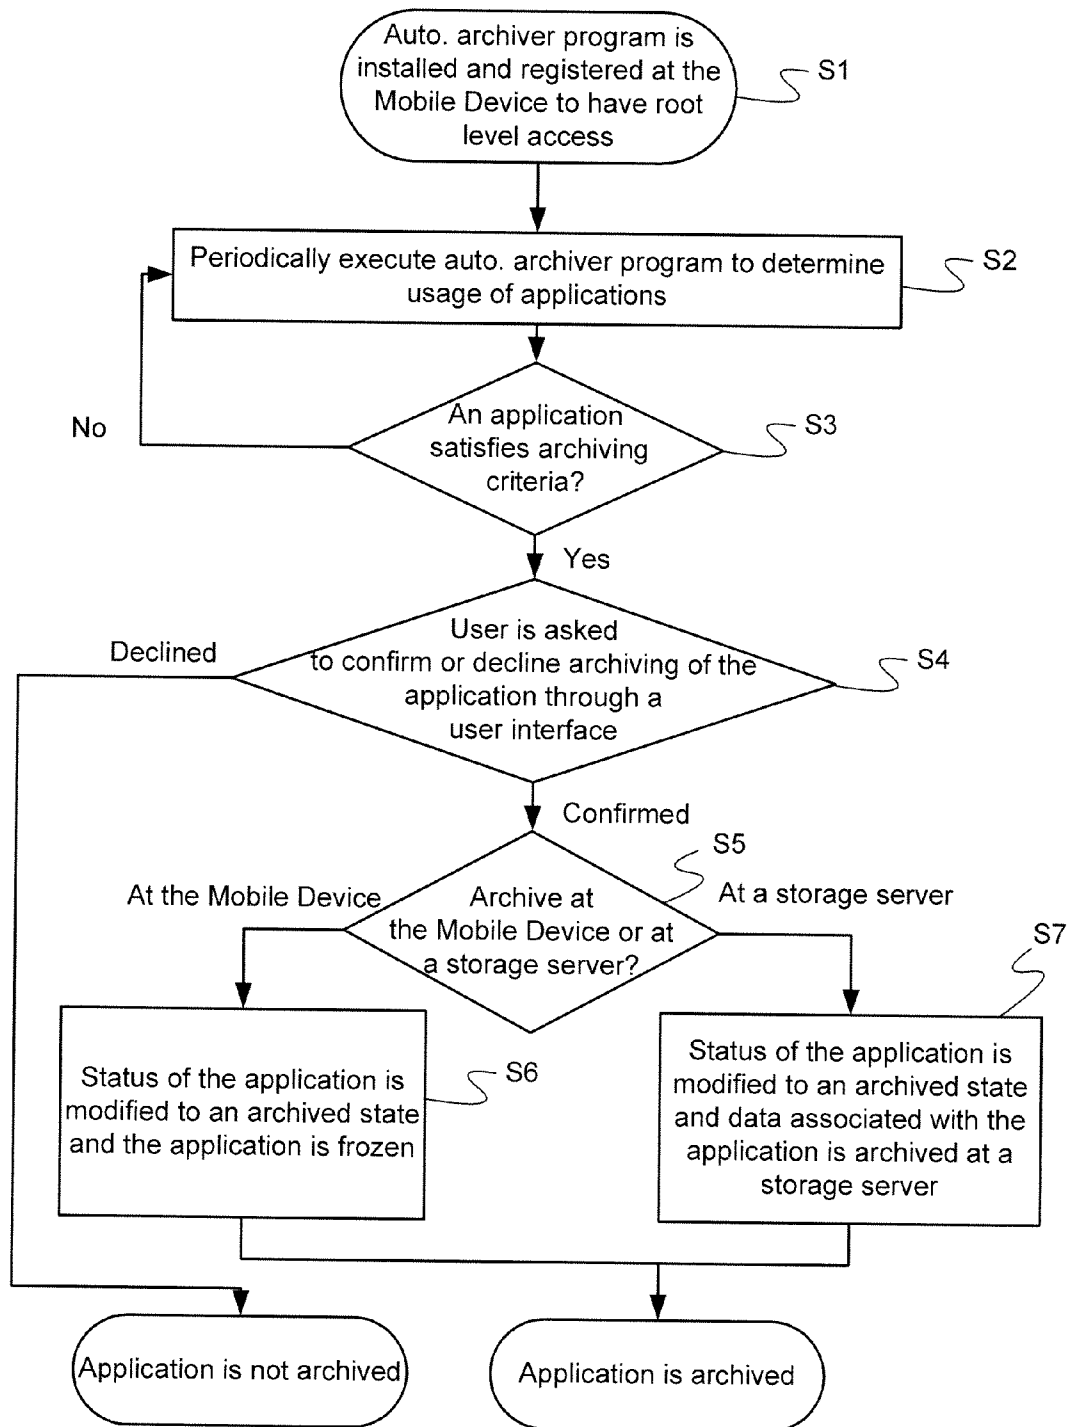 Auto. archiver program is
installed and registered at the
Mobile Device to have root
level access
S1
Periodically execute auto. archiver program to determine
usage of applications
S2
An application
satisfies archiving
criteria?
S3
No
Yes
User is asked
to confirm or decline archiving of the
application through a
user interface
S4
Declined
Confirmed
Archive at
the Mobile Device or at
a storage server?
S5
At the Mobile Device
At a storage server
Status of the application is
modified to an archived state
and the application is frozen
S6
Status of the application is
modified to an archived state
and data associated with the
application is archived at a
storage server
S7
Application is not archived
Application is archived